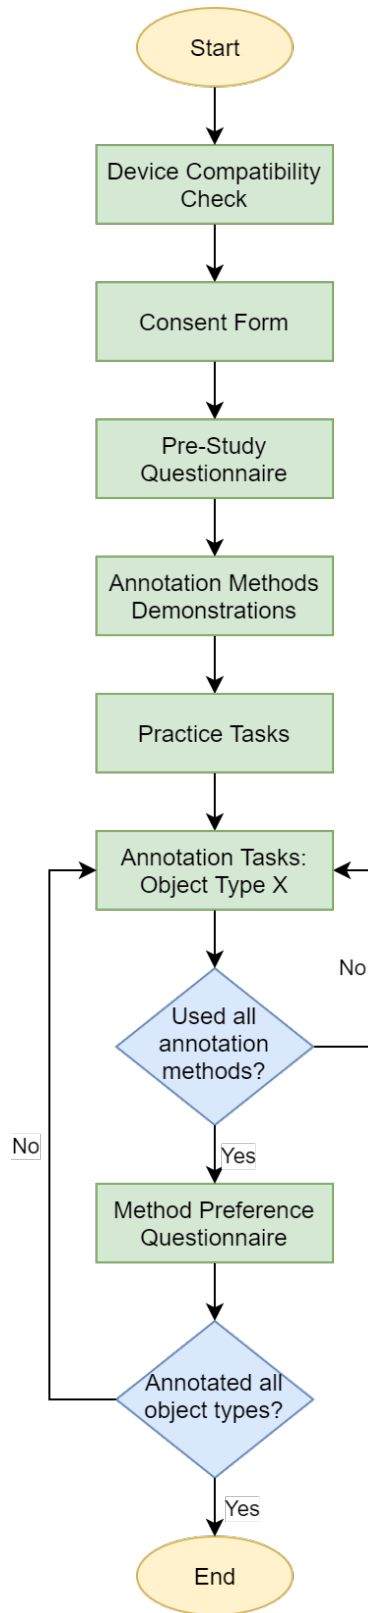 Start
Device Compatibility
Check
Consent Form
Pre-Study
Questionnaire
Annotation Methods
Demonstrations
Practice Tasks
Annotation Tasks:
Object Type X
No
Used all
annotation
methods?
No
Yes
Method Preference
Questionnaire
Annotated all
object types?
Yes
End